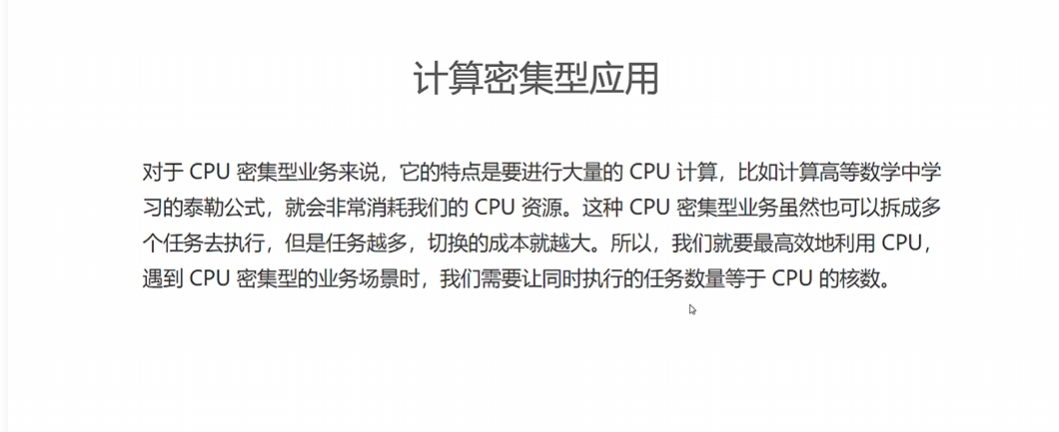 计算密集型应用
对于 CPU 密集型业务来说，它的特点是要进行大量的 CPU 计算，比如计算高等数学中学
习的泰勒公式，就会非常消耗我们的 CPU 资源。这种 CPU 密集型业务虽然也可以拆成多
个任务去执行，但是任务越多，切换的成本就越大。所以，我们就要最高效地利用 CPU，
遇到 CPU 密集型的业务场景时，我们需要让同时执行的任务数量等于 CPU 的核数。